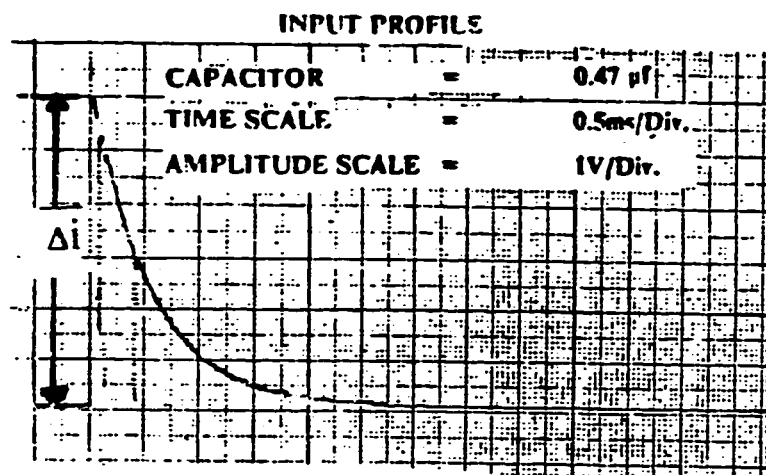 INPUT PROFILE
CAPACITOR = 0.47 µf
TIME SCALE = 0.5ms/Div.
AMPLITUDE SCALE = 1V/Div.
Δi